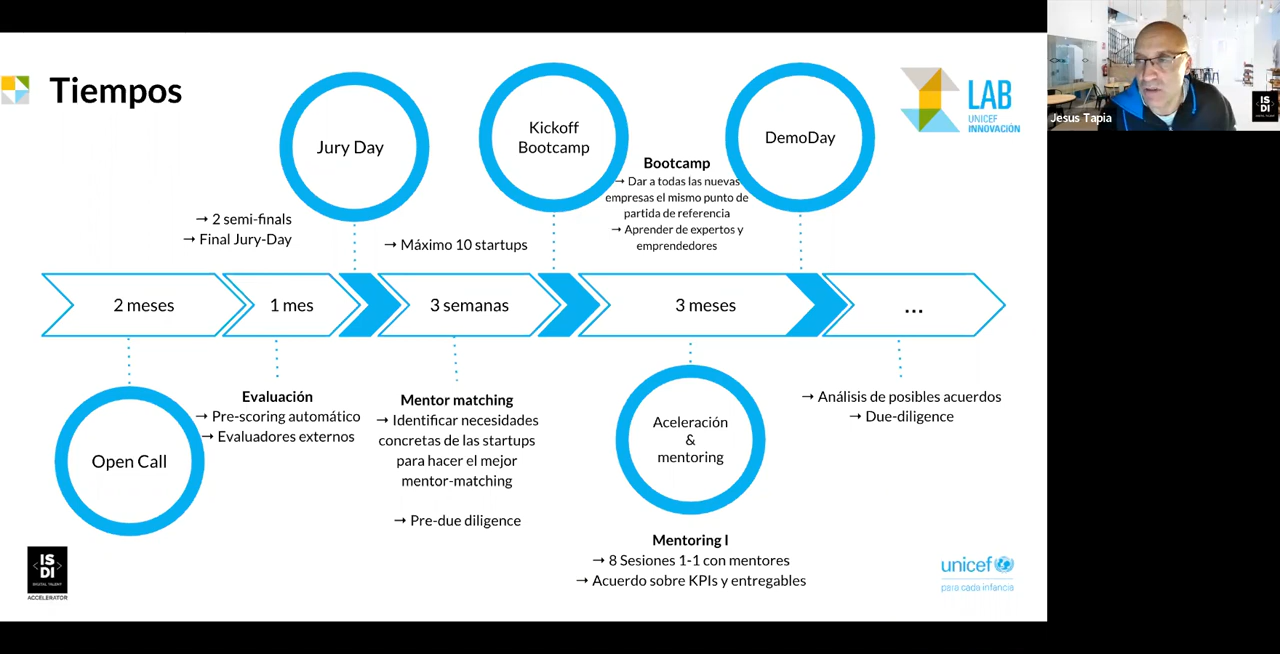 Tiempos
Jury Day
Kickoff
Bootcamp
DemoDay
LAB
UNICEF
INNOVACIÓN
Jesus Tapia
IS
DI
Bootcamp
→ Dar a todas las nuevas
empresas el mismo punto de
partida de referencia
→ Aprender de expertos y
emprendedores
→ 2 semi-finals
→ Final Jury-Day
→ Máximo 10 startups
2 meses
1 mes
3 semanas
3 meses
...
Open Call
Evaluación
→ Pre-scoring automático
→ Evaluadores externos
Mentor matching
→ Identificar necesidades
concretas de las startups
para hacer el mejor
mentor-matching
→ Pre-due diligence
Aceleración
&
mentoring
Mentoring I
→ 8 Sesiones 1-1 con mentores
→ Acuerdo sobre KPIs y entregables
→ Análisis de posibles acuerdos
→ Due-diligence
IS
DI
DIGITAL TALENT
ACCELERATOR
unicef
para cada infancia